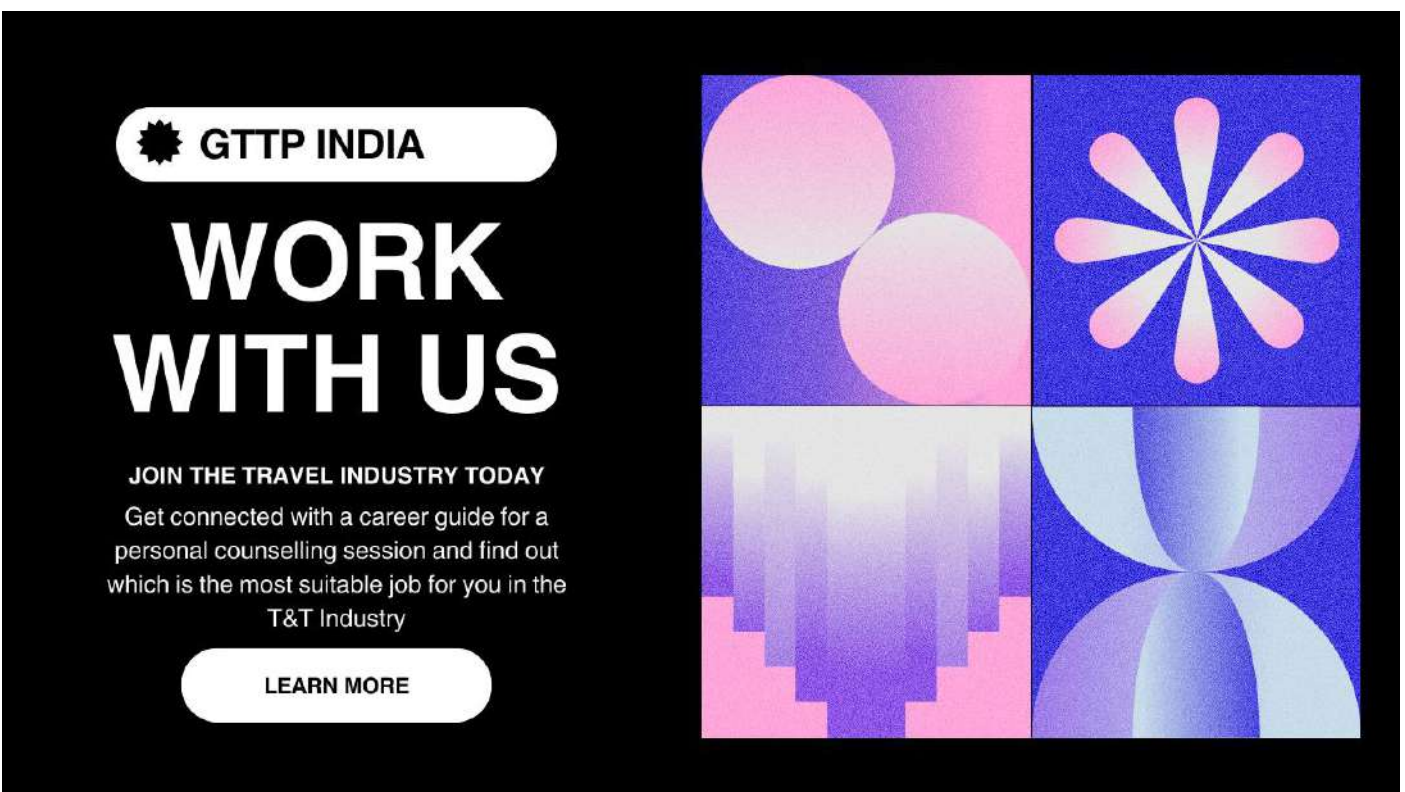 GTTP INDIA
WORK
WITH US
JOIN THE TRAVEL INDUSTRY TODAY
Get connected with a career guide for a
personal counselling session and find out
which is the most suitable job for you in the
T&T Industry
LEARN MORE